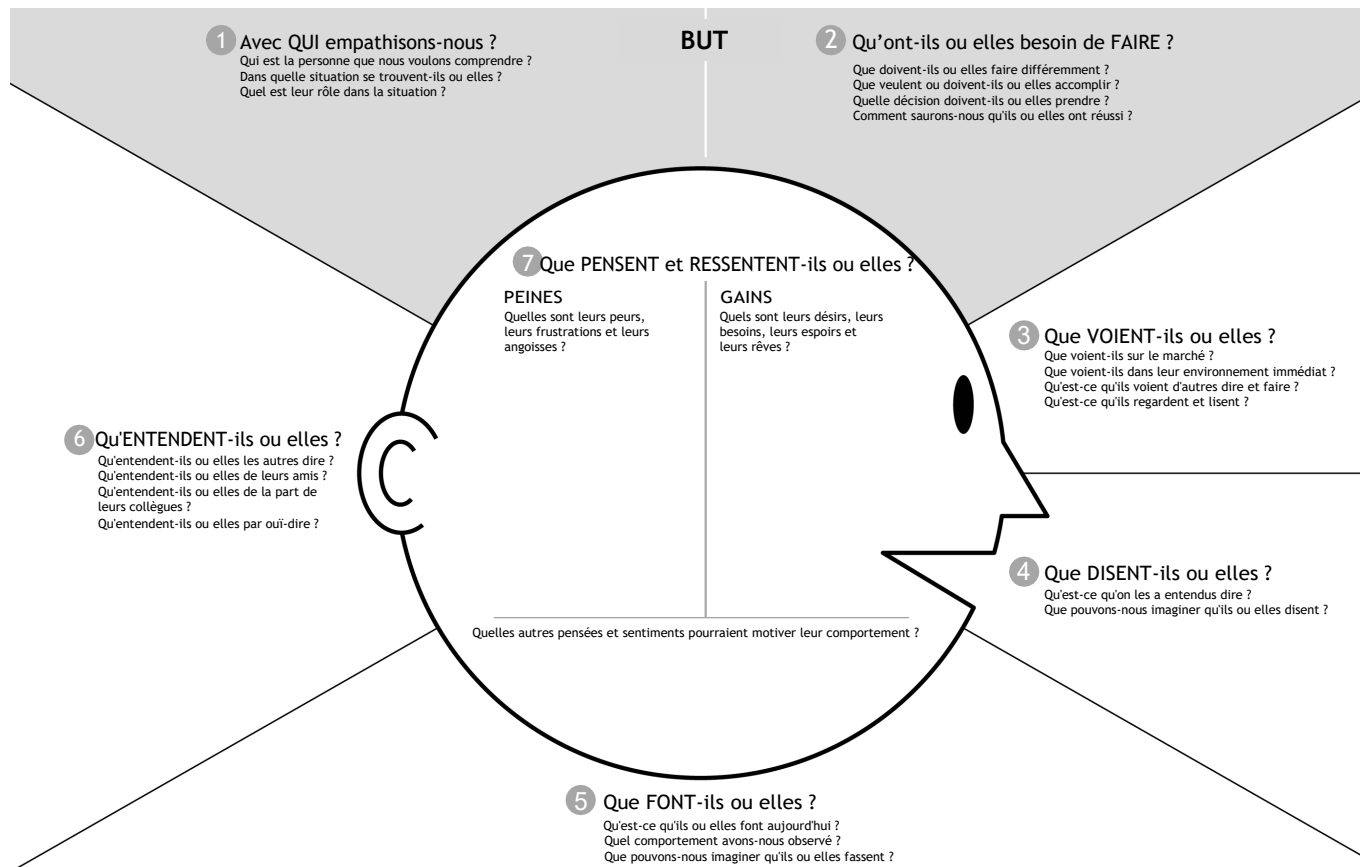 BUT
1 Avec QUI empathisons-nous ?
Qui est la personne que nous voulons comprendre ?
Dans quelle situation se trouvent-ils ou elles ?
Quel est leur rôle dans la situation ?
2 Qu’ont-ils ou elles besoin de FAIRE ?
Que doivent-ils ou elles faire différemment ?
Que veulent ou doivent-ils ou elles accomplir ?
Quelle décision doivent-ils ou elles prendre ?
Comment saurons-nous qu'ils ou elles ont réussi ?
3 Que VOIENT-ils ou elles ?
Que voient-ils sur le marché ?
Que voient-ils dans leur environnement immédiat ?
Qu'est-ce qu'ils voient d'autres dire et faire ?
Qu'est-ce qu'ils regardent et lisent ?
4 Que DISENT-ils ou elles ?
Qu'est-ce qu'on les a entendus dire ?
Que pouvons-nous imaginer qu'ils ou elles disent ?
5 Que FONT-ils ou elles ?
Qu'est-ce qu'ils ou elles font aujourd'hui ?
Quel comportement avons-nous observé ?
Que pouvons-nous imaginer qu'ils ou elles fassent ?
6 Qu'ENTENDENT-ils ou elles ?
Qu'entendent-ils ou elles les autres dire ?
Qu'entendent-ils ou elles de leurs amis ?
Qu'entendent-ils ou elles de la part de
leurs collègues ?
Qu'entendent-ils ou elles par ouï-dire ?
7 Que PENSENT et RESSENTENT-ils ou elles ?
PEINES
Quelles sont leurs peurs,
leurs frustrations et leurs
angoisses ?
GAINS
Quels sont leurs désirs, leurs
besoins, leurs espoirs et
leurs rêves ?
Quelles autres pensées et sentiments pourraient motiver leur comportement ?